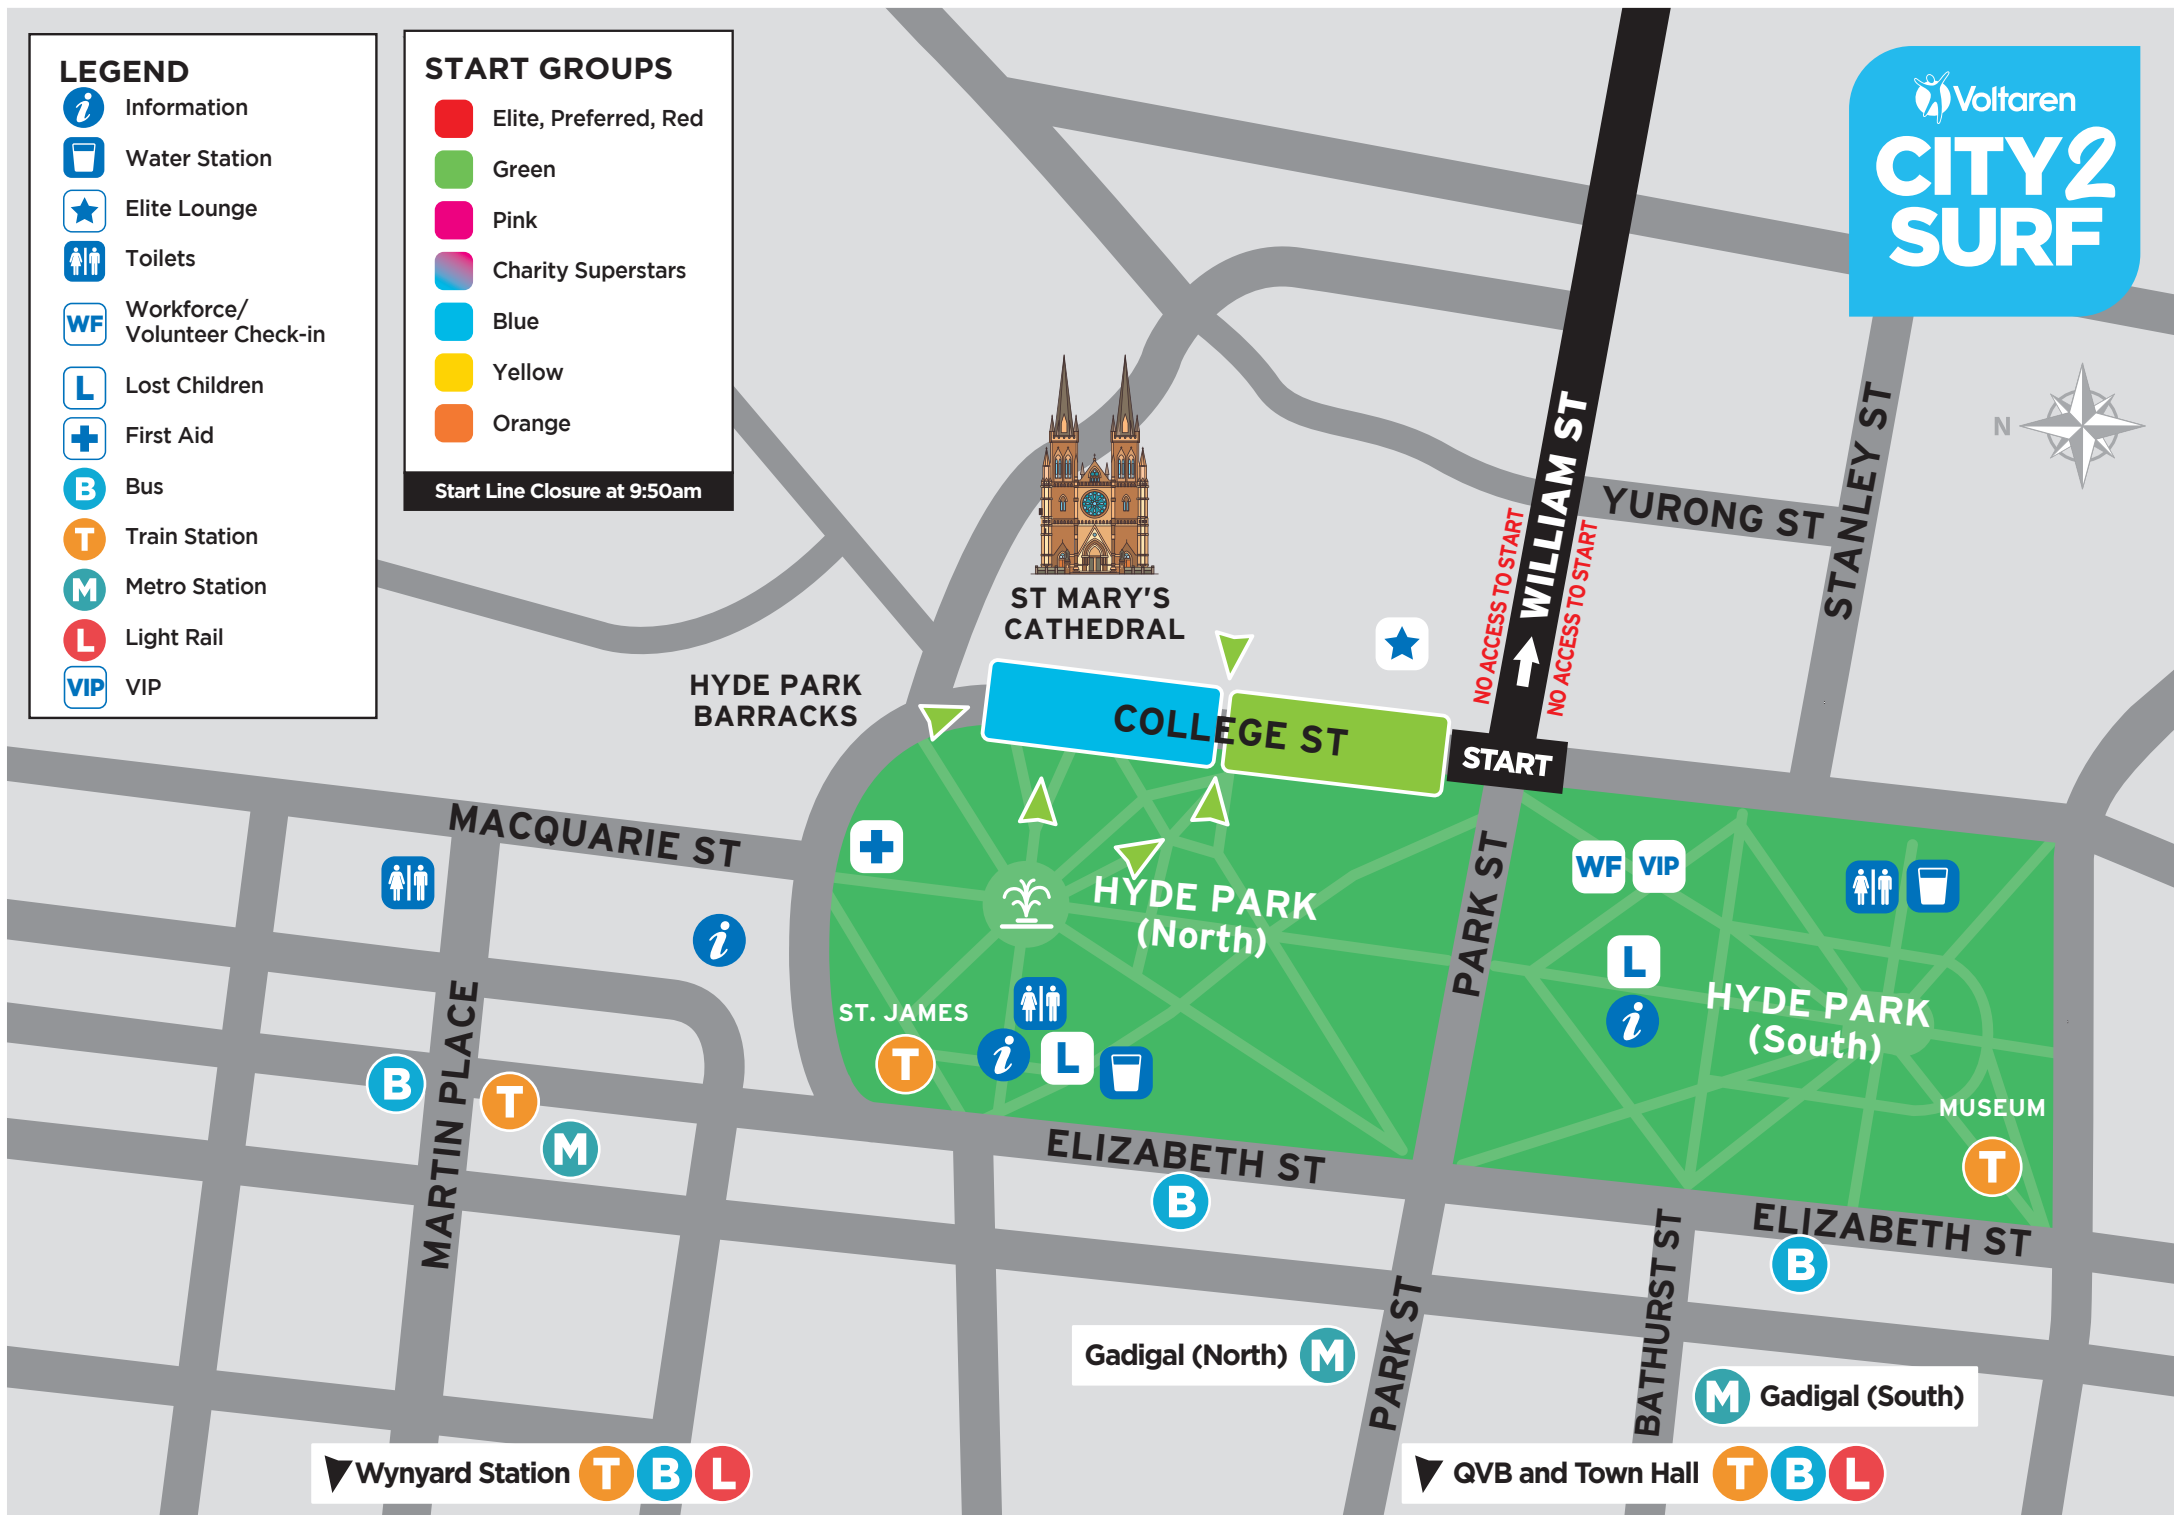 LEGEND
i Information
Water Station
Elite Lounge
Toilets
WF Workforce/
Volunteer Check-in
L Lost Children
First Aid
B Bus
T Train Station
M Metro Station
L Light Rail
VIP VIP
START GROUPS
Elite, Preferred, Red
Green
Pink
Charity Superstars
Blue
Yellow
Orange
Start Line Closure at 9:50am
Voltaren
CITY2
SURF
N
WILLIAM ST
NO ACCESS TO START
NO ACCESS TO START
YURONG ST
STANLEY ST
ST MARY'S
CATHEDRAL
HYDE PARK
BARRACKS
COLLEGE ST
START
MACQUARIE ST
i
HYDE PARK
(North)
PARK ST
WF VIP
L
i
HYDE PARK
(South)
ST. JAMES
T
i L
MUSEUM
T
MARTIN PLACE
B T
M
ELIZABETH ST
B
ELIZABETH ST
B
BATHURST ST
PARK ST
Gadigal (North) M
M Gadigal (South)
Wynyard Station T B L
QVB and Town Hall T B L